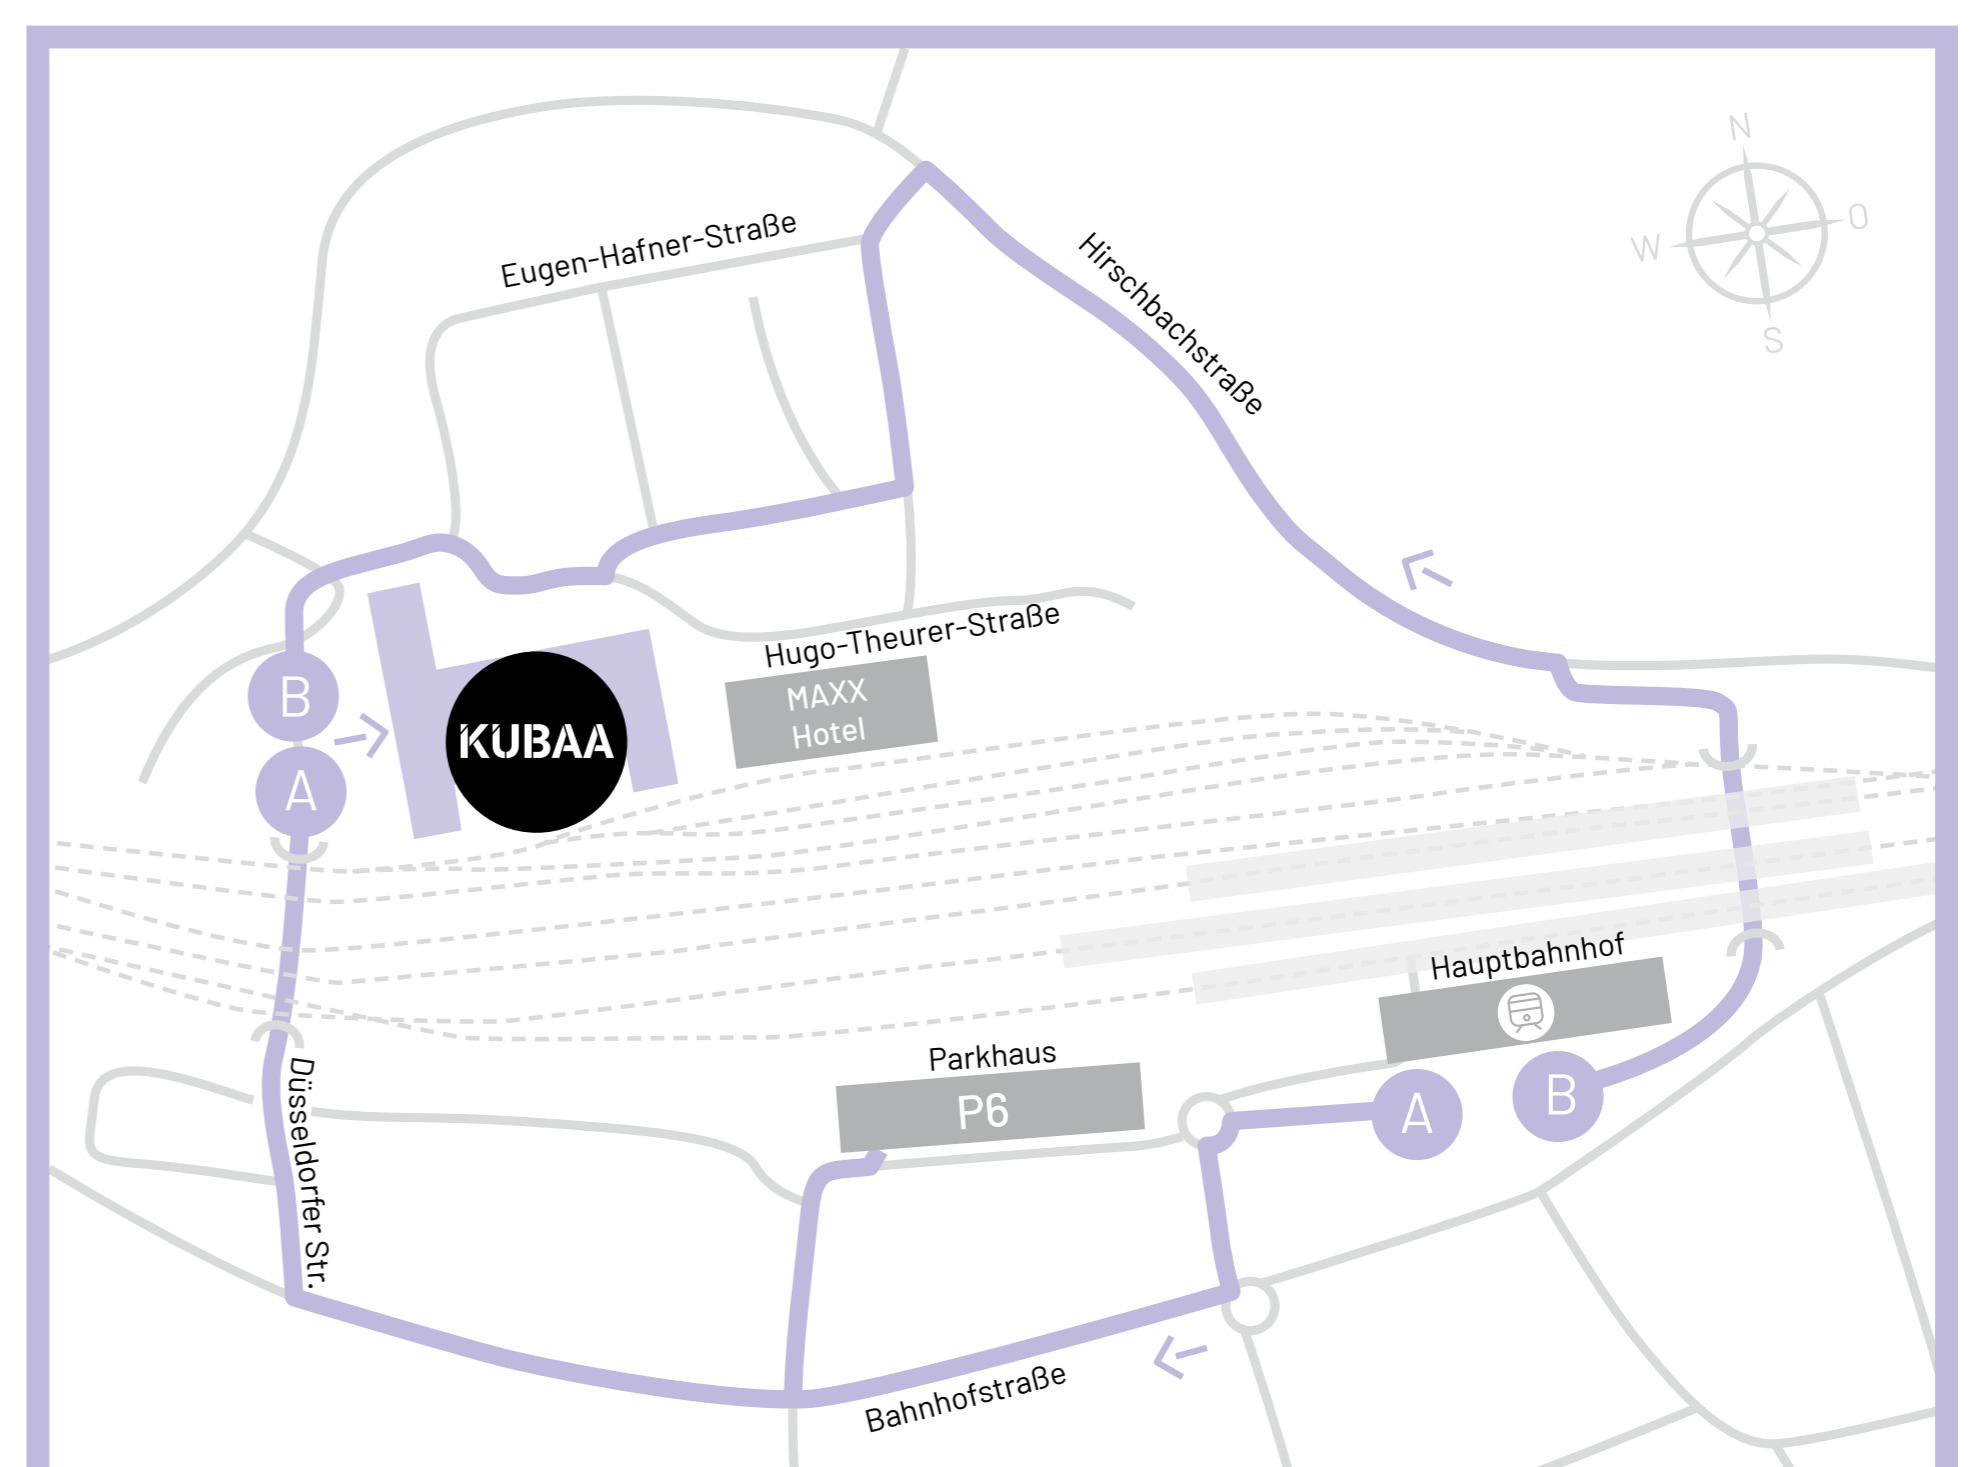 N
O
W
S
Eugen-Hafner-Straße
Hirschbachstraße
Hugo-Theurer-Straße
MAXX
Hotel
B
KUBAA
A
Hauptbahnhof
Parkhaus
P6
A
B
Düsseldorfer Str.
Bahnhofstraße